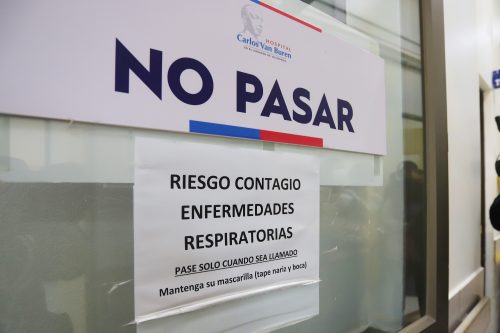 HOSPITAL
Carlos Van Buren
NO PASAR
RIESGO CONTAGIO
ENFERMEDADES
RESPIRATORIAS
PASE SOLO CUANDO SEA LLAMADO
Mantenga su mascarilla (tape nariz y boca)